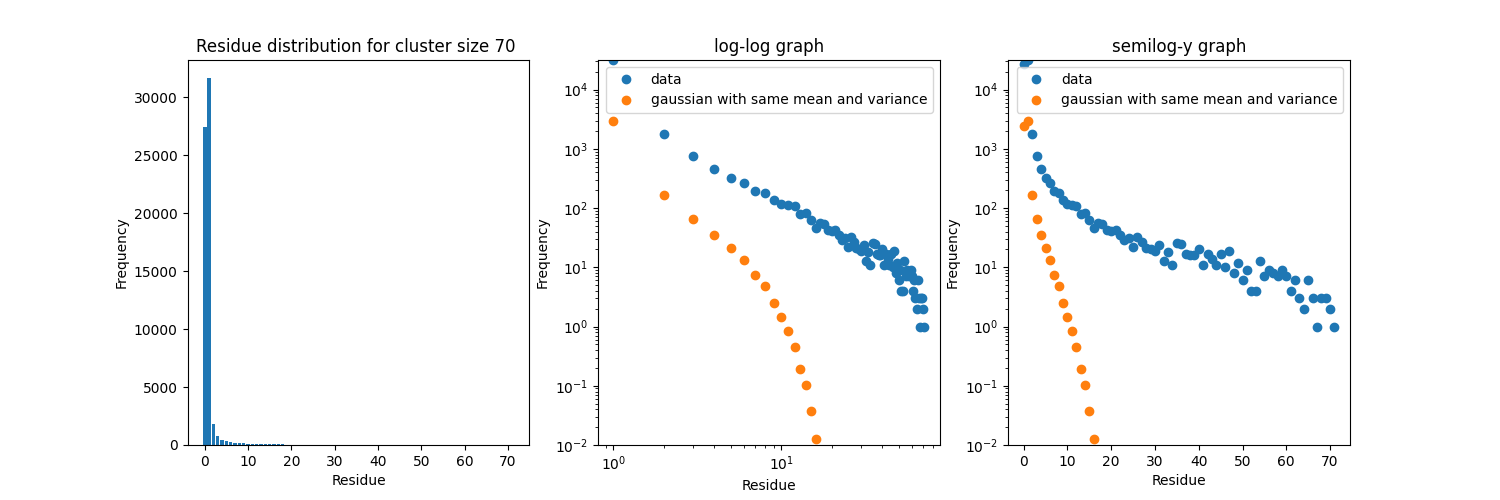 Residue distribution for cluster size 70
Frequency
30000
25000
20000
15000
10000
5000
0
0 10 20 30 40 50 60 70
Residue
log-log graph
data
gaussian with same mean and variance
Frequency
10^4
10^3
10^2
10^1
10^0
10^-1
10^-2
10^0 10^1
Residue
semilog-y graph
data
gaussian with same mean and variance
Frequency
10^4
10^3
10^2
10^1
10^0
10^-1
10^-2
0 10 20 30 40 50 60 70
Residue